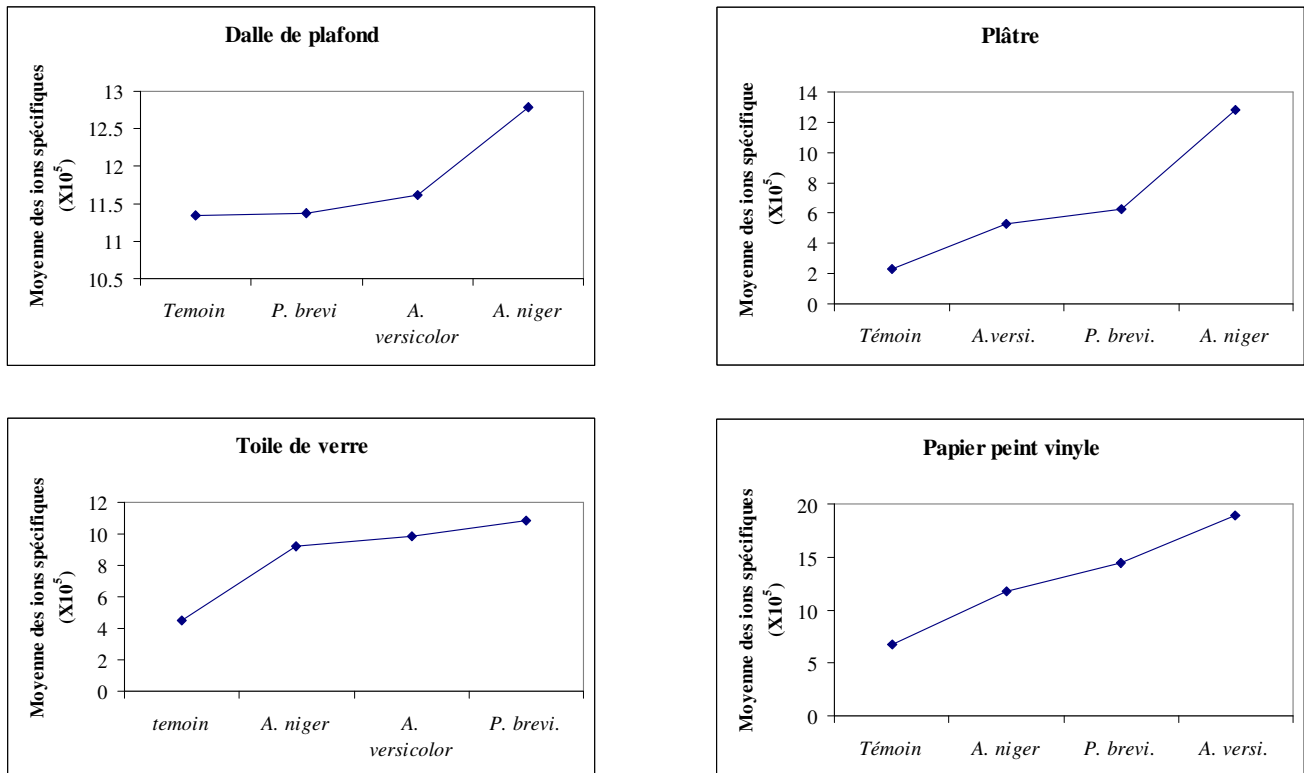 Dalle de plafond
Moyenne des ions spécifiques
(X10⁵)
13
12.5
12
11.5
11
10.5
Temoin P. brevi A. A. niger
versicolor
Plâtre
Moyenne des ions spécifique
(X10⁵)
14
12
10
8
6
4
2
0
Témoin A.versi. P. brevi. A. niger
Toile de verre
Moyenne des ions spécifiques
(X10⁵)
12
10
8
6
4
2
0
temoin A. niger A. P. brevi.
versicolor
Papier peint vinyle
Moyenne des ions spécifiques
(X10⁵)
20
15
10
5
0
Témoin A. niger P. brevi. A. versi.